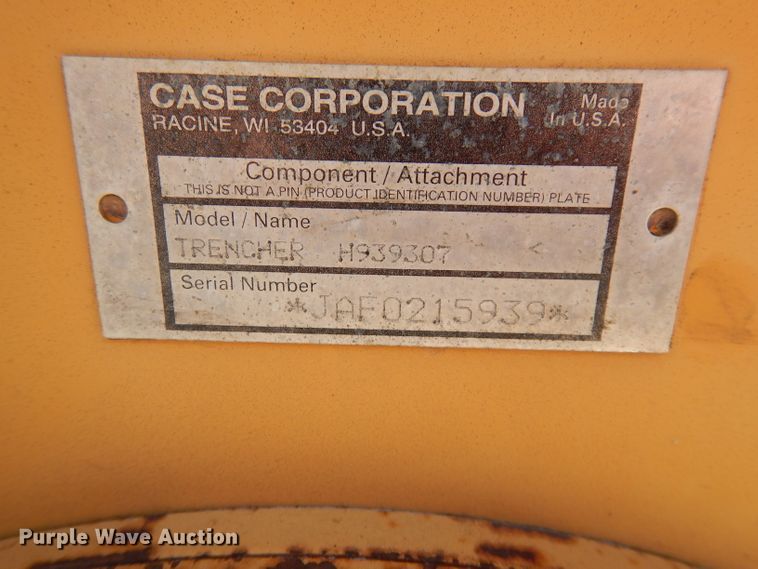 CASE CORPORATION
Made
RACINE, WI 53404 U.S.A.
In U.S.A.
Component / Attachment
THIS IS NOT A PIN (PRODUCT IDENTIFICATION NUMBER) PLATE
Model / Name
TRENCHER H939307
Serial Number
*JAF0215939*
Purple Wave Auction